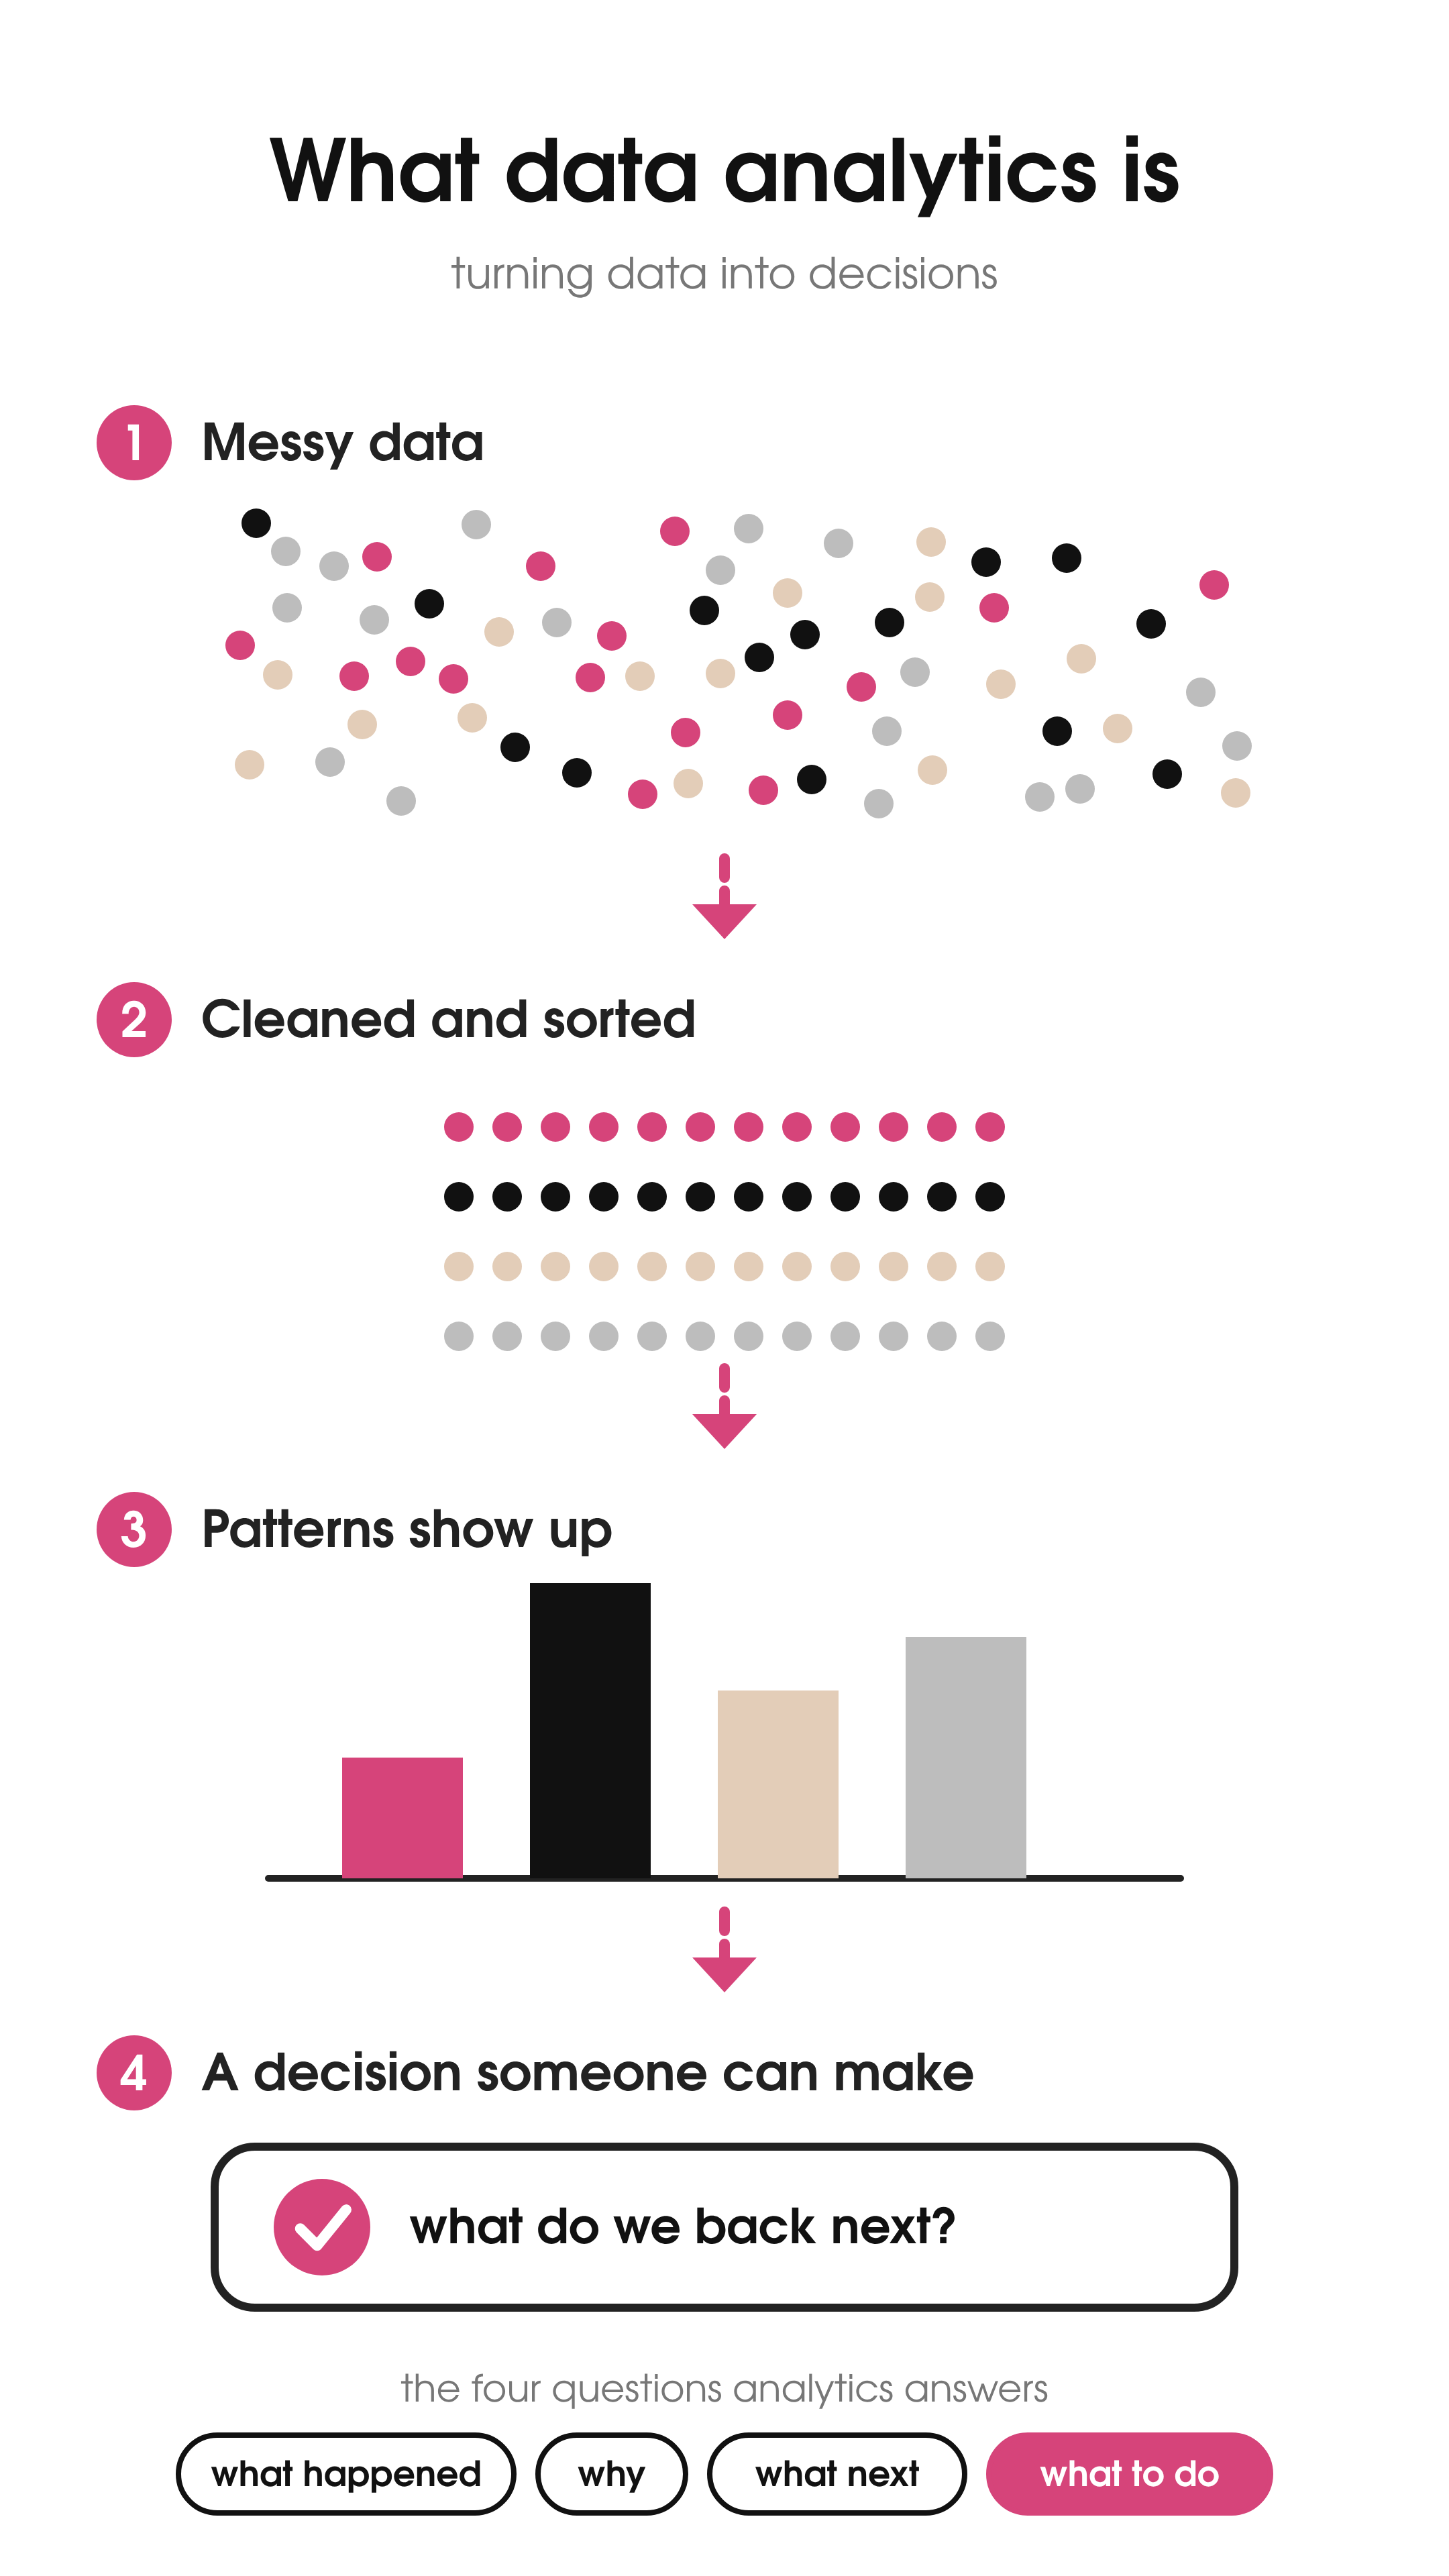 What data analytics is
turning data into decisions
1 Messy data
2 Cleaned and sorted
3 Patterns show up
4 A decision someone can make
what do we back next?
the four questions analytics answers
what happened why what next what to do